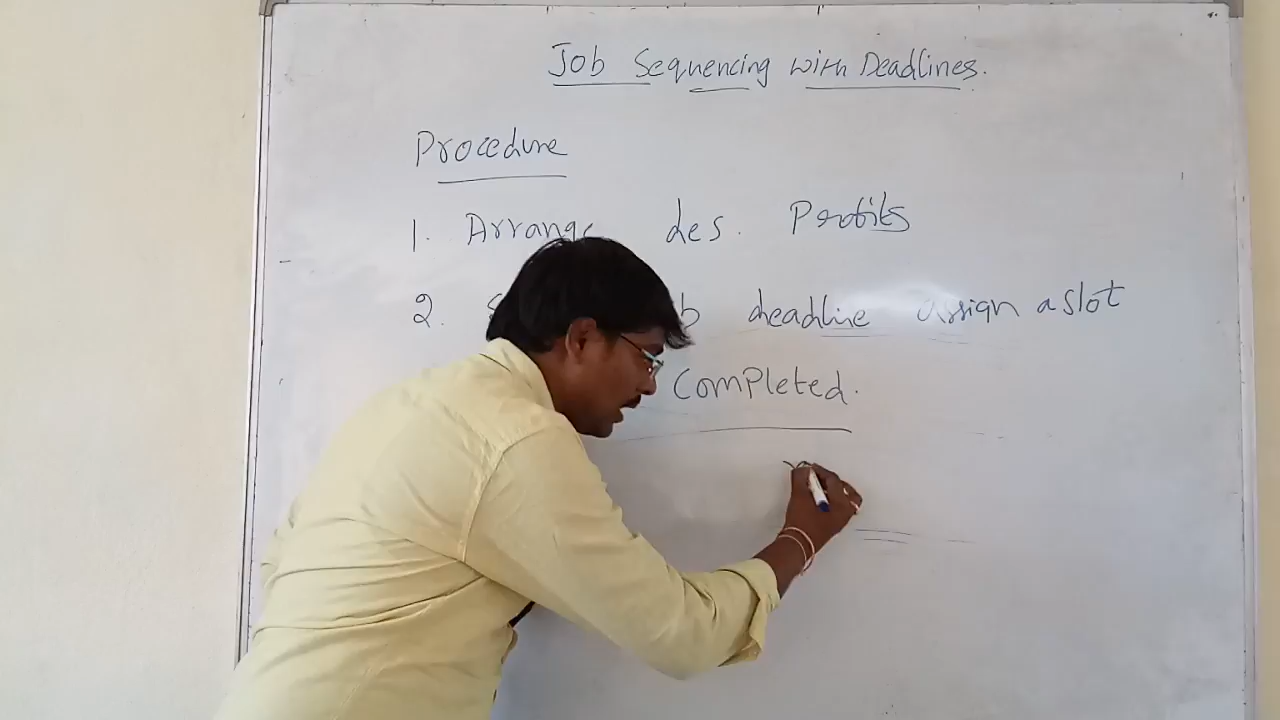 Job Sequencing with Deadlines.
Procedure
1. Arrange des. Profits
2. deadline assign a slot
Completed.